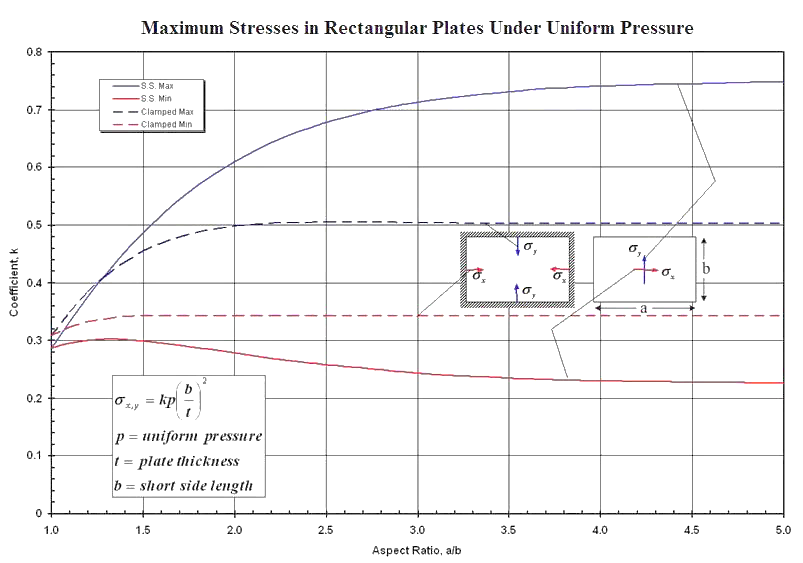 Maximum Stresses in Rectangular Plates Under Uniform Pressure
0.8
0.7
0.6
0.5
0.4
0.3
0.2
0.1
0
Coefficient, k
S.S. Max
S.S. Min
Clamped Max
Clamped Min
σy
σx
σx
σy
σy
σx
b
a
σx,y = kp(b/t)²
p = uniform pressure
t = plate thickness
b = short side length
1.0 1.5 2.0 2.5 3.0 3.5 4.0 4.5 5.0
Aspect Ratio, a/b